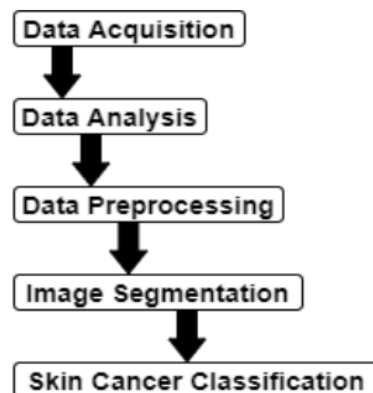 Data Acquisition
Data Analysis
Data Preprocessing
Image Segmentation
Skin Cancer Classification